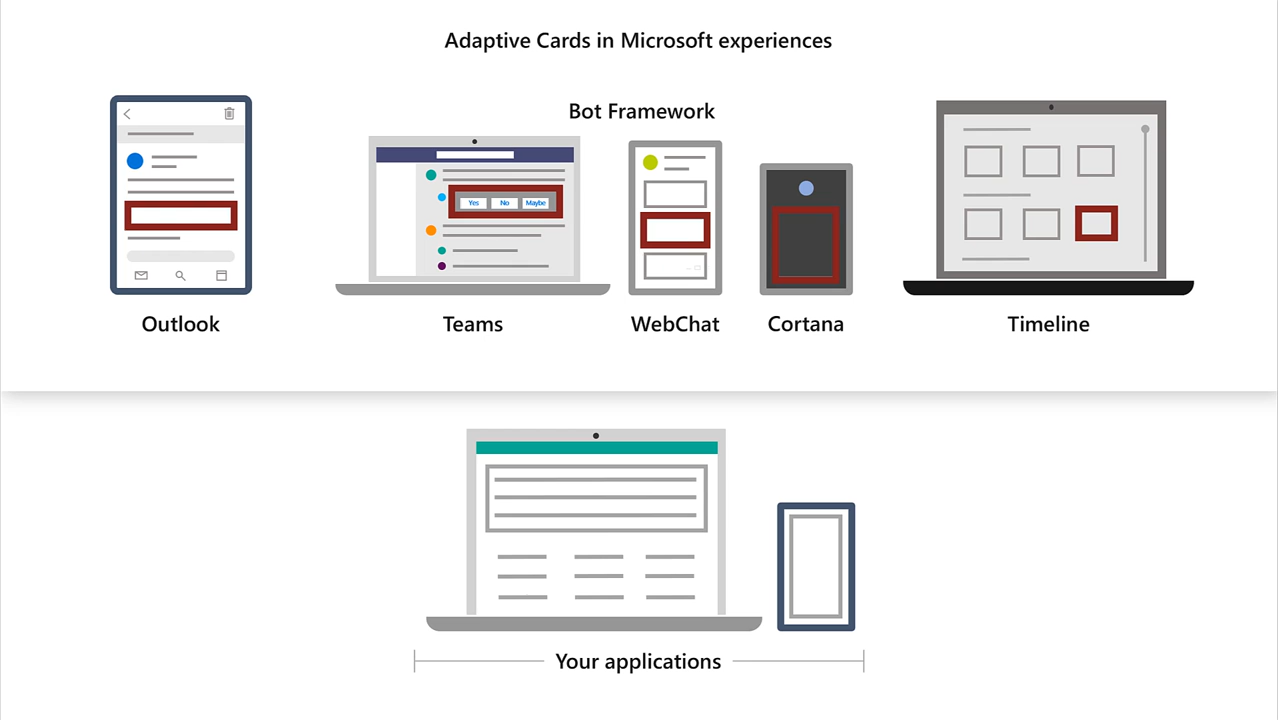 Adaptive Cards in Microsoft experiences
Bot Framework
Yes No Maybe
Outlook
Teams
WebChat
Cortana
Timeline
Your applications